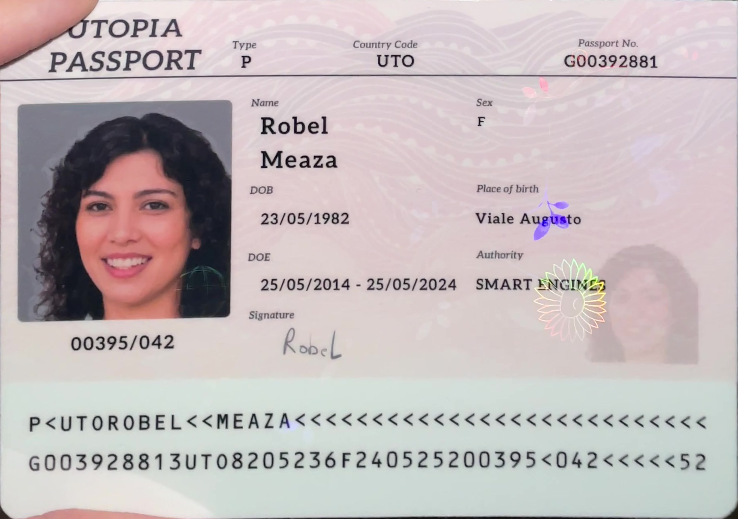 UTOPIA
PASSPORT
Type
P
Country Code
UTO
Passport No.
G00392881
Name
Robel
Meaza
Sex
F
DOB
23/05/1982
Place of birth
Viale Augusto
DOE
25/05/2014 - 25/05/2024
Authority
SMART ENGINES
Signature
Robel
00395/042
P<UTOROBEL<<MEAZA<<<<<<<<<<<<<<<<<<<<<<<<<<<
G003928813UTO8205236F240525200395<042<<<<<52